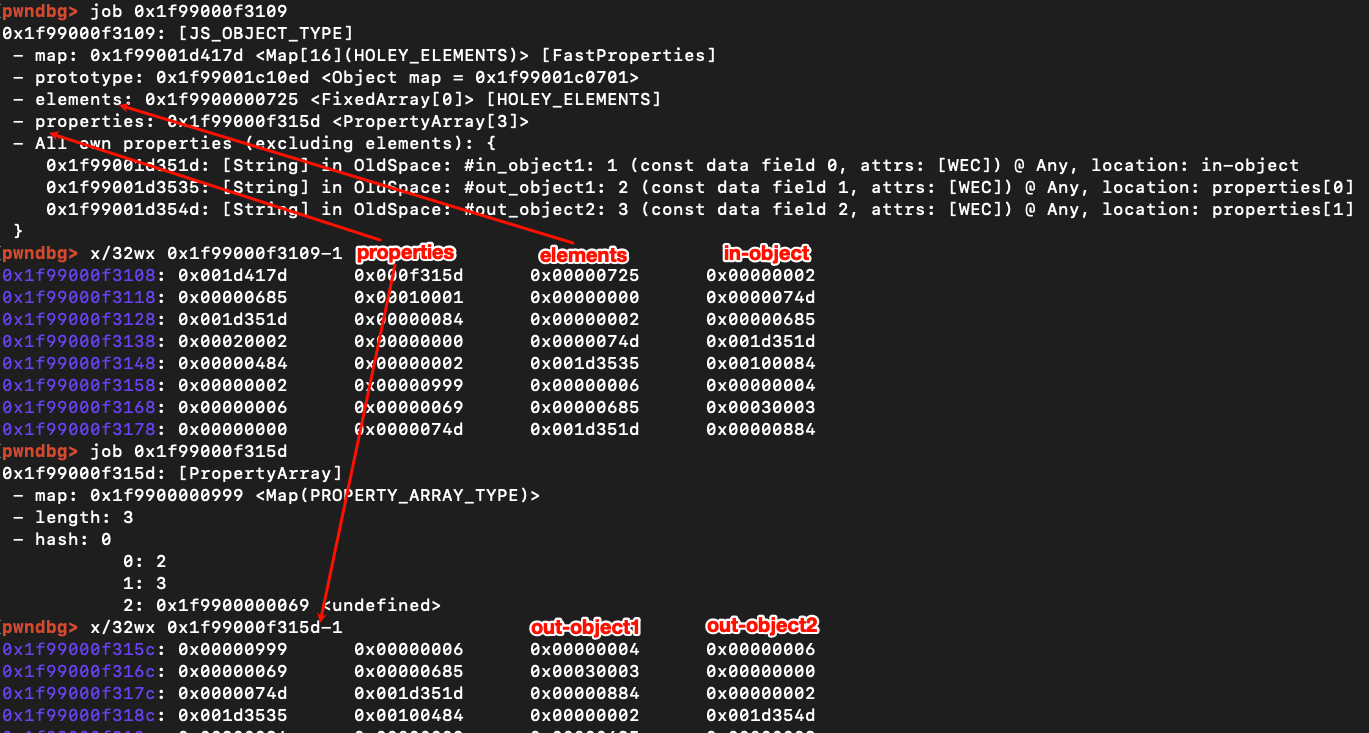 pwndbg> job 0x1f99000f3109
0x1f99000f3109: [JS_OBJECT_TYPE]
- map: 0x1f99001d417d <Map[16](HOLEY_ELEMENTS)> [FastProperties]
- prototype: 0x1f99001c10ed <Object map = 0x1f99001c0701>
- elements: 0x1f9900000725 <FixedArray[0]> [HOLEY_ELEMENTS]
- properties: 0x1f99000f315d <PropertyArray[3]>
- All own properties (excluding elements): {
0x1f99001d351d: [String] in OldSpace: #in_object1: 1 (const data field 0, attrs: [WEC]) @ Any, location: in-object
0x1f99001d3535: [String] in OldSpace: #out_object1: 2 (const data field 1, attrs: [WEC]) @ Any, location: properties[0]
0x1f99001d354d: [String] in OldSpace: #out_object2: 3 (const data field 2, attrs: [WEC]) @ Any, location: properties[1]
}
pwndbg> x/32wx 0x1f99000f3109-1 properties elements in-object
0x1f99000f3108: 0x001d417d 0x000f315d 0x00000725 0x00000002
0x1f99000f3118: 0x00000685 0x00010001 0x00000000 0x0000074d
0x1f99000f3128: 0x001d351d 0x00000084 0x00000002 0x00000685
0x1f99000f3138: 0x00020002 0x00000000 0x0000074d 0x001d351d
0x1f99000f3148: 0x00000484 0x00000002 0x001d3535 0x00100084
0x1f99000f3158: 0x00000002 0x00000999 0x00000006 0x00000004
0x1f99000f3168: 0x00000006 0x00000069 0x00000685 0x00030003
0x1f99000f3178: 0x00000000 0x0000074d 0x001d351d 0x00000884
pwndbg> job 0x1f99000f315d
0x1f99000f315d: [PropertyArray]
- map: 0x1f9900000999 <Map(PROPERTY_ARRAY_TYPE)>
- length: 3
- hash: 0
0: 2
1: 3
2: 0x1f9900000069 <undefined>
pwndbg> x/32wx 0x1f99000f315d-1 out-object1 out-object2
0x1f99000f315c: 0x00000999 0x00000006 0x00000004 0x00000006
0x1f99000f316c: 0x00000069 0x00000685 0x00030003 0x00000000
0x1f99000f317c: 0x0000074d 0x001d351d 0x00000884 0x00000002
0x1f99000f318c: 0x001d3535 0x00100484 0x00000002 0x001d354d